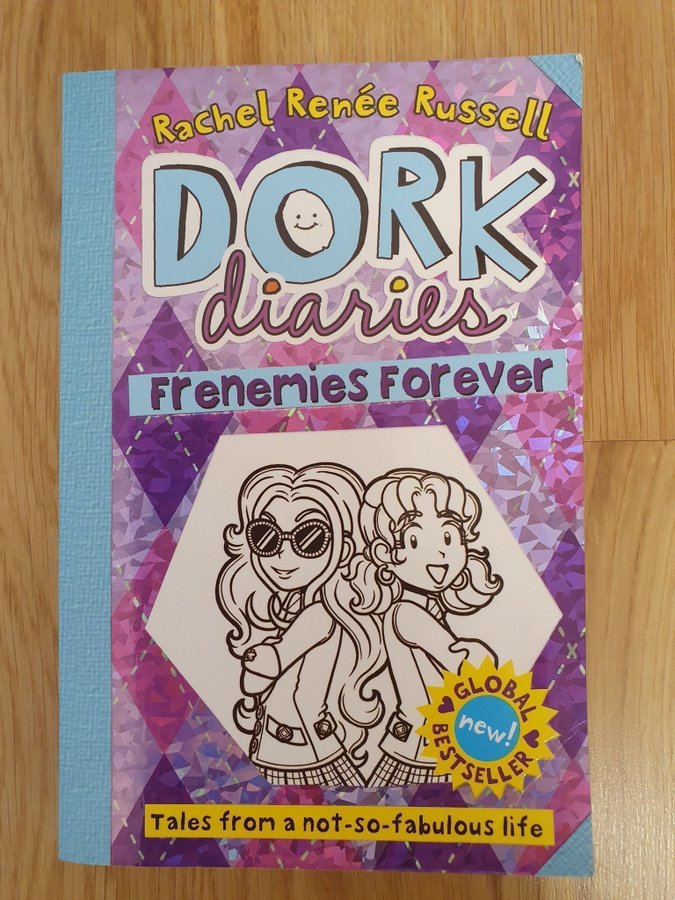 Rachel Renée Russell
DORK
diaries
Frenemies Forever
GLOBAL
new!
BESTSELLER
Tales from a not-so-fabulous life